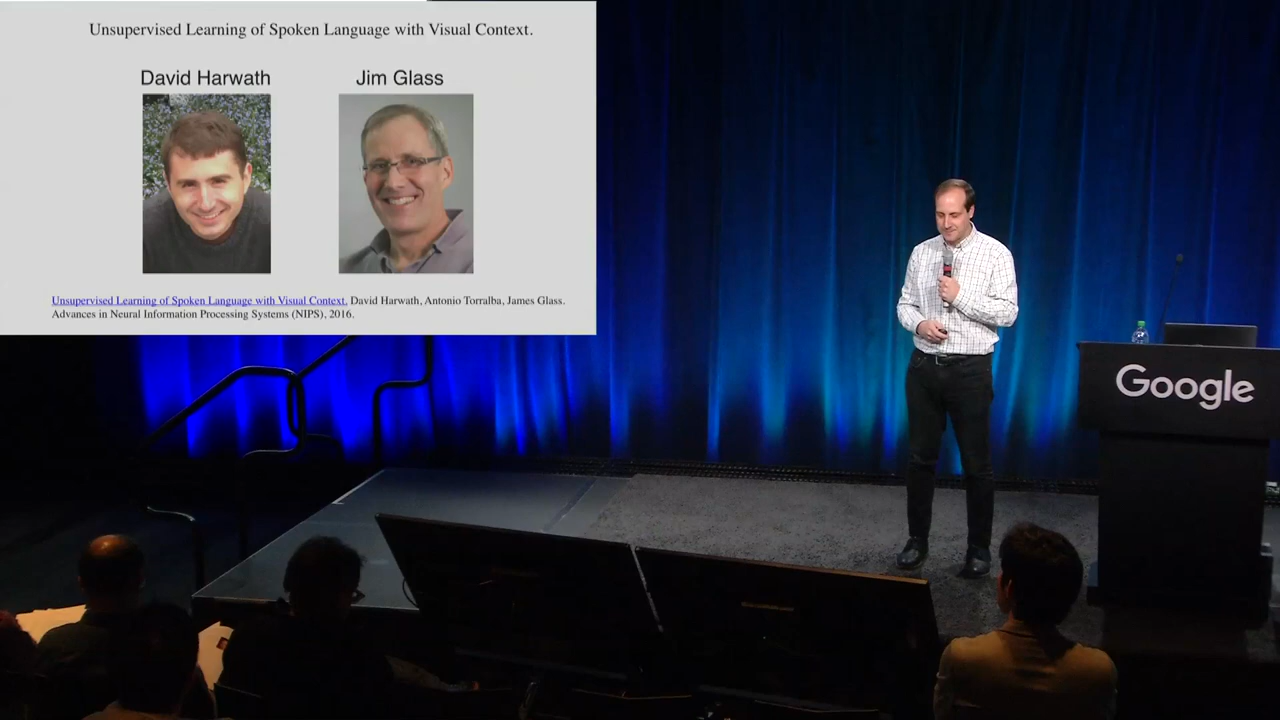 Unsupervised Learning of Spoken Language with Visual Context.
David Harwath
Jim Glass
Unsupervised Learning of Spoken Language with Visual Context. David Harwath, Antonio Torralba, James Glass.
Advances in Neural Information Processing Systems (NIPS), 2016.
Google